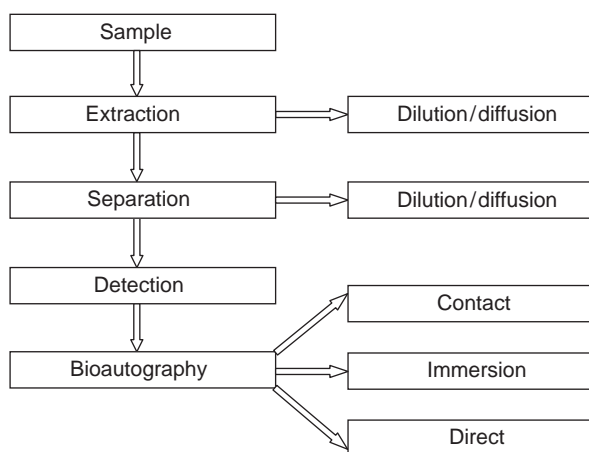 Sample
Extraction
Dilution/diffusion
Separation
Dilution/diffusion
Detection
Contact
Bioautography
Immersion
Direct